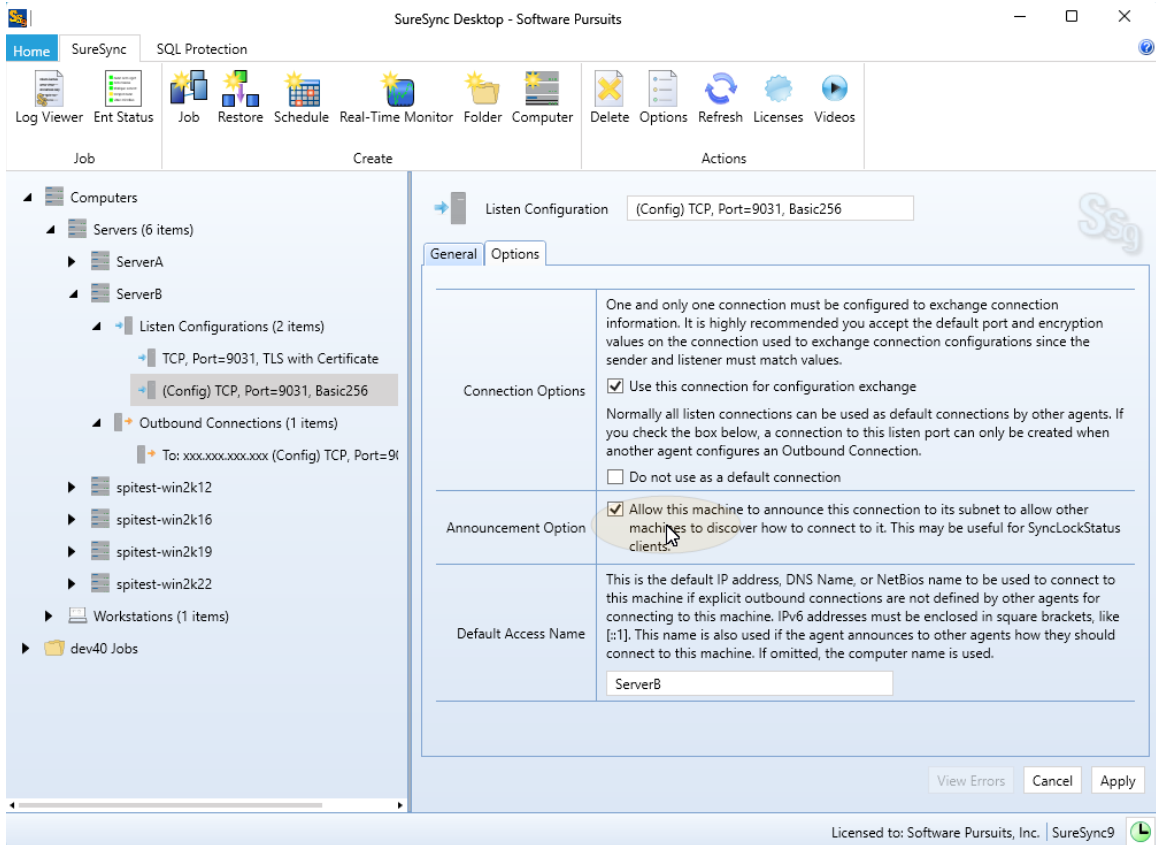 SureSync Desktop - Software Pursuits
Home SureSync SQL Protection
Log Viewer Ent Status Job Restore Schedule Real-Time Monitor Folder Computer Delete Options Refresh Licenses Videos
Job Create Actions
Computers
Servers (6 items)
ServerA
ServerB
Listen Configurations (2 items)
TCP, Port=9031, TLS with Certificate
(Config) TCP, Port=9031, Basic256
Outbound Connections (1 items)
To: xxx.xxx.xxx.xxx (Config) TCP, Port=90
spitest-win2k12
spitest-win2k16
spitest-win2k19
spitest-win2k22
Workstations (1 items)
dev40 Jobs
Listen Configuration (Config) TCP, Port=9031, Basic256
General Options
Connection Options
One and only one connection must be configured to exchange connection
information. It is highly recommended you accept the default port and encryption
values on the connection used to exchange connection configurations since the
sender and listener must match values.
Use this connection for configuration exchange
Normally all listen connections can be used as default connections by other agents. If
you check the box below, a connection to this listen port can only be created when
another agent configures an Outbound Connection.
Do not use as a default connection
Announcement Option
Allow this machine to announce this connection to its subnet to allow other
machines to discover how to connect to it. This may be useful for SyncLockStatus
clients.
Default Access Name
This is the default IP address, DNS Name, or NetBios name to be used to connect to
this machine if explicit outbound connections are not defined by other agents for
connecting to this machine. IPv6 addresses must be enclosed in square brackets, like
[::1]. This name is also used if the agent announces to other agents how they should
connect to this machine. If omitted, the computer name is used.
ServerB
View Errors Cancel Apply
Licensed to: Software Pursuits, Inc. SureSync9